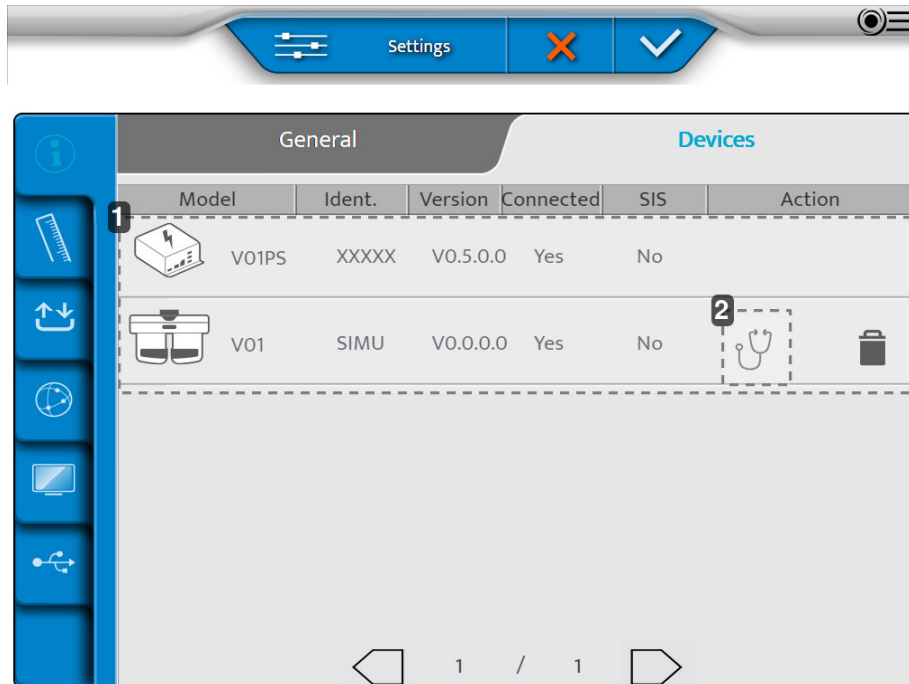 Settings
General Devices
Model Ident. Version Connected SIS Action
1
V01PS XXXXX V0.5.0.0 Yes No
2
V01 SIMU V0.0.0.0 Yes No
1 / 1